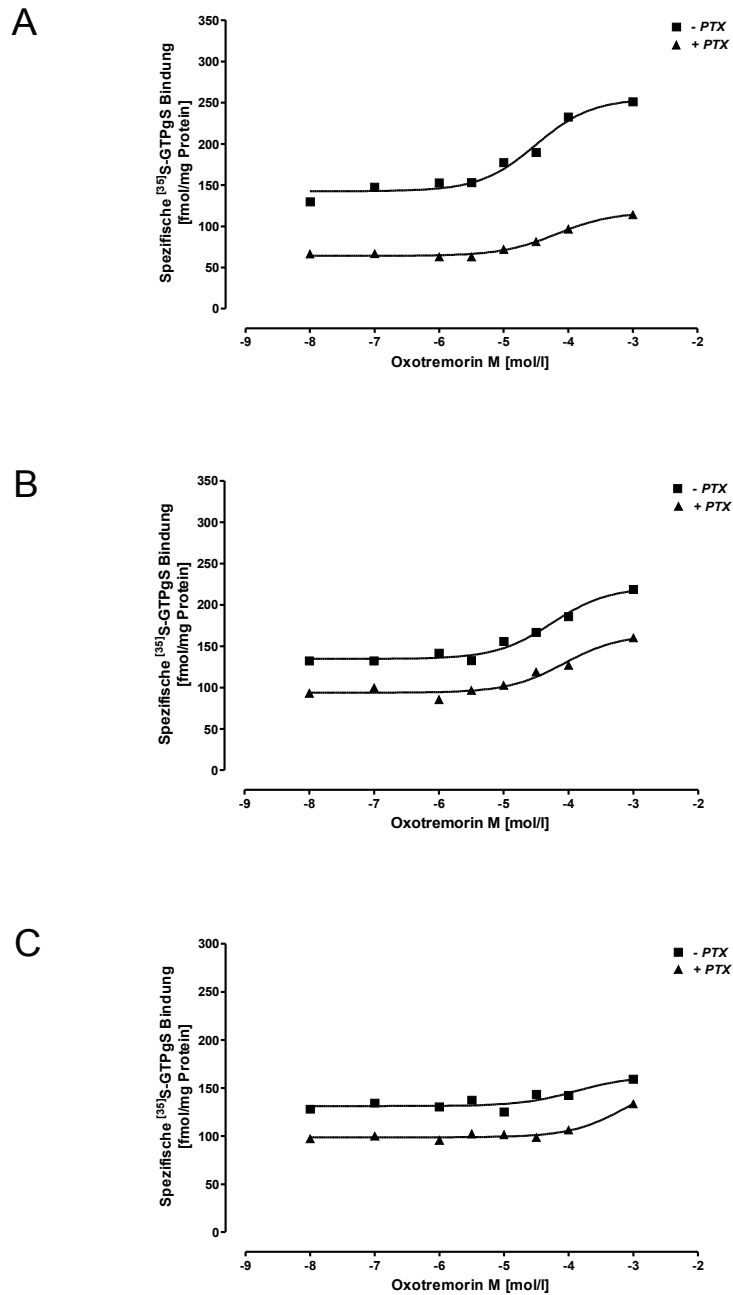 A
- PTX
+ PTX
Spezifische [35]S-GTPgS Bindung
[fmol/mg Protein]
350
300
250
200
150
100
50
0
-9 -8 -7 -6 -5 -4 -3 -2
Oxotremorin M [mol/l]
B
- PTX
+ PTX
Spezifische [35]S-GTPgS Bindung
[fmol/mg Protein]
350
300
250
200
150
100
50
0
-9 -8 -7 -6 -5 -4 -3 -2
Oxotremorin M [mol/l]
C
- PTX
+ PTX
Spezifische [35]S-GTPgS Bindung
[fmol/mg Protein]
300
250
200
150
100
50
0
-9 -8 -7 -6 -5 -4 -3 -2
Oxotremorin M [mol/l]